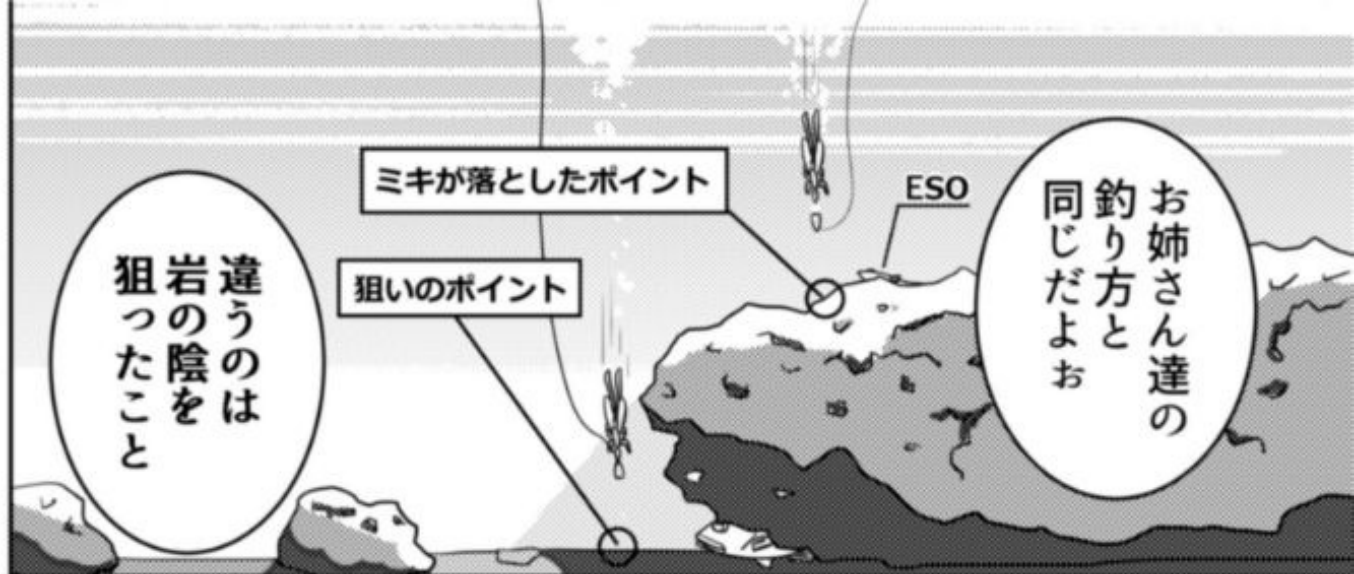 お姉さん達の
釣り方と
同じだよぉ
ESO
ミキが落としたポイント
狙いのポイント
違うのは
岩の陰を
狙ったこと